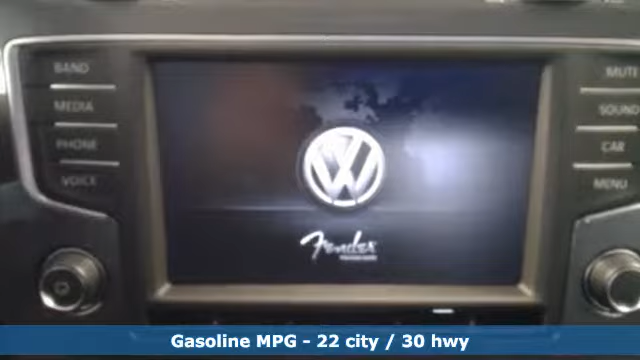 BAND
MEDIA
PHONE
VOICE
MUTE
SOUND
CAR
MENU
Fender
Gasoline MPG - 22 city / 30 hwy